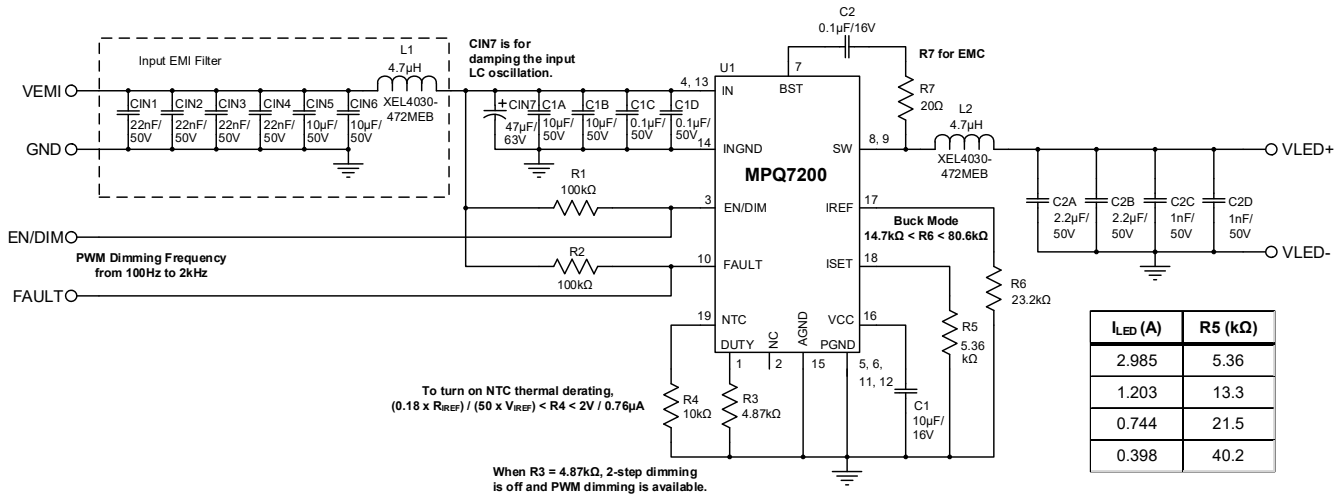 Input EMI Filter
L1
4.7µH
XEL4030-
472MEB
VEMI
CIN1
22nF/
50V
CIN2
22nF/
50V
CIN3
22nF/
50V
CIN4
22nF/
50V
CIN5
10µF/
50V
CIN6
10µF/
50V
GND
CIN7 is for
damping the input
LC oscillation.
+
CIN7
47µF/
63V
C1A
10µF/
50V
C1B
10µF/
50V
C1C
0.1µF/
50V
C1D
0.1µF/
50V
C2
0.1µF/16V
R7 for EMC
R7
20Ω
L2
4.7µH
XEL4030-
472MEB
U1
7
BST
4, 13
IN
14
INGND
SW
8, 9
MPQ7200
3
EN/DIM
IREF
17
10
FAULT
ISET
18
19
NTC
VCC
16
DUTY
NC
AGND
PGND
1
2
15
5, 6,
11, 12
R1
100kΩ
R2
100kΩ
EN/DIM
PWM Dimming Frequency
from 100Hz to 2kHz
FAULT
Buck Mode
14.7kΩ < R6 < 80.6kΩ
R6
23.2kΩ
R5
5.36
kΩ
C1
10µF/
16V
R4
10kΩ
R3
4.87kΩ
To turn on NTC thermal derating,
(0.18 x RIREF) / (50 x VIREF) < R4 < 2V / 0.76µA
When R3 = 4.87kΩ, 2-step dimming
is off and PWM dimming is available.
VLED+
C2A
2.2µF/
50V
C2B
2.2µF/
50V
C2C
1nF/
50V
C2D
1nF/
50V
VLED-
ILED (A) R5 (kΩ)
2.985 5.36
1.203 13.3
0.744 21.5
0.398 40.2